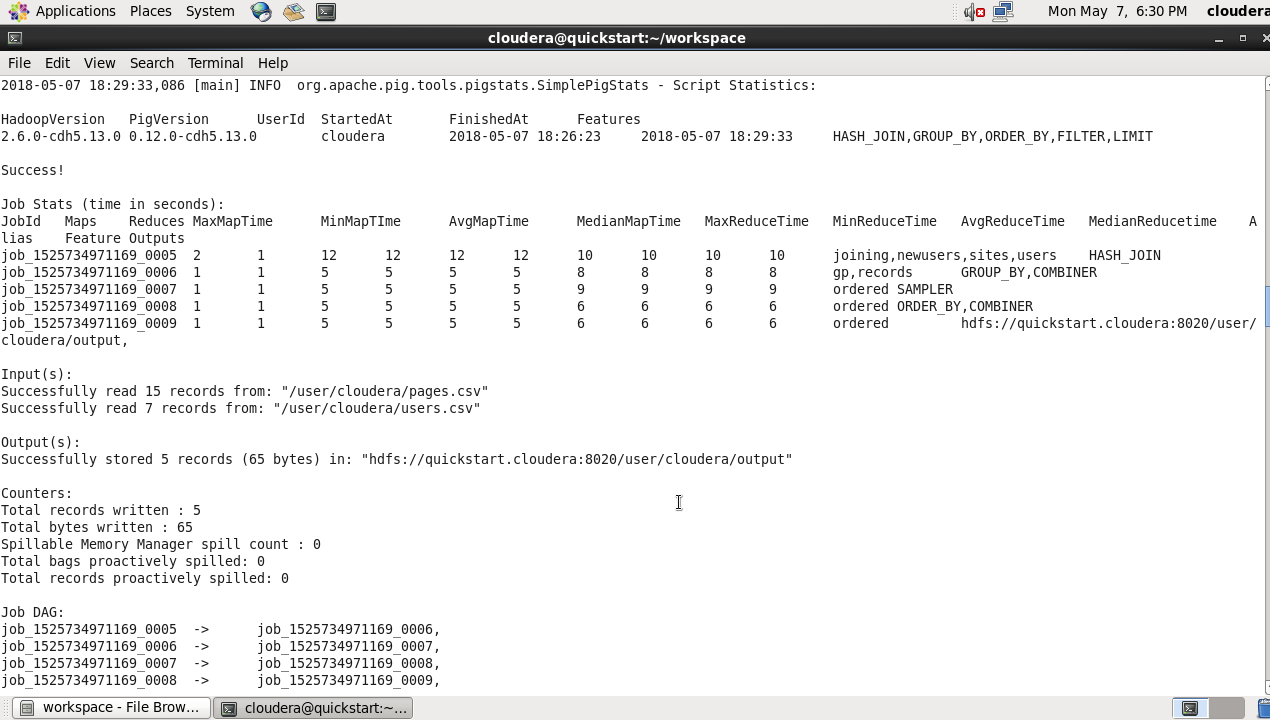 Applications Places System Mon May 7, 6:30 PM cloudera
cloudera@quickstart:~/workspace
File Edit View Search Terminal Help
2018-05-07 18:29:33,086 [main] INFO  org.apache.pig.tools.pigstats.SimplePigStats - Script Statistics:
HadoopVersion PigVersion UserId StartedAt FinishedAt Features
2.6.0-cdh5.13.0 0.12.0-cdh5.13.0 cloudera 2018-05-07 18:26:23 2018-05-07 18:29:33 HASH_JOIN,GROUP_BY,ORDER_BY,FILTER,LIMIT
Success!
Job Stats (time in seconds):
JobId Maps Reduces MaxMapTime MinMapTIme AvgMapTime MedianMapTime MaxReduceTime MinReduceTime AvgReduceTime MedianReducetime A
lias Feature Outputs
job_1525734971169_0005 2 1 12 12 12 12 10 10 10 10 joining,newusers,sites,users HASH_JOIN
job_1525734971169_0006 1 1 5 5 5 5 8 8 8 8 gp,records GROUP_BY,COMBINER
job_1525734971169_0007 1 1 5 5 5 5 9 9 9 9 ordered SAMPLER
job_1525734971169_0008 1 1 5 5 5 5 6 6 6 6 ordered ORDER_BY,COMBINER
job_1525734971169_0009 1 1 5 5 5 5 6 6 6 6 ordered hdfs://quickstart.cloudera:8020/user/
cloudera/output,
Input(s):
Successfully read 15 records from: "/user/cloudera/pages.csv"
Successfully read 7 records from: "/user/cloudera/users.csv"
Output(s):
Successfully stored 5 records (65 bytes) in: "hdfs://quickstart.cloudera:8020/user/cloudera/output"
Counters:
Total records written : 5
Total bytes written : 65
Spillable Memory Manager spill count : 0
Total bags proactively spilled: 0
Total records proactively spilled: 0
Job DAG:
job_1525734971169_0005 -> job_1525734971169_0006,
job_1525734971169_0006 -> job_1525734971169_0007,
job_1525734971169_0007 -> job_1525734971169_0008,
job_1525734971169_0008 -> job_1525734971169_0009,
workspace - File Brow... cloudera@quickstart:~...